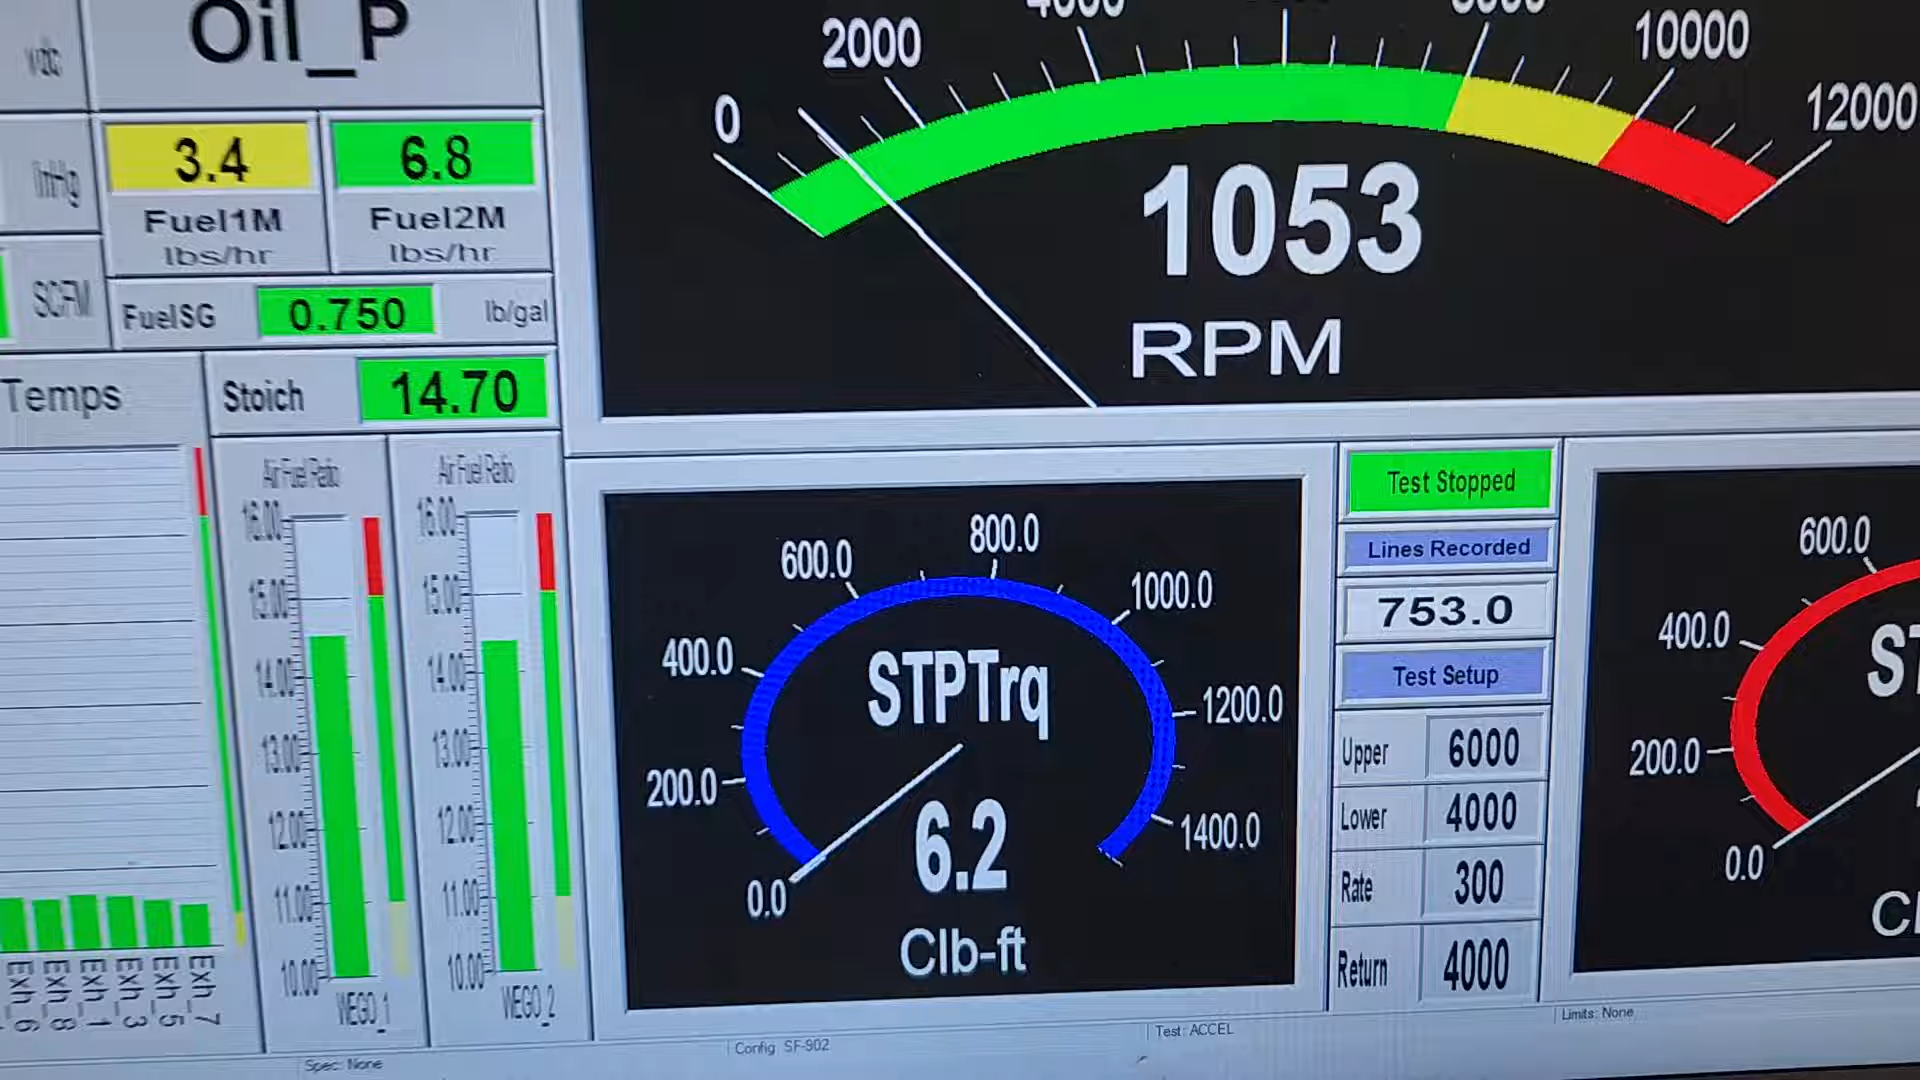 vdc
Oil_P
InHg
3.4
6.8
Fuel1M
Fuel2M
lbs/hr
lbs/hr
SCFM
FuelSG
0.750
lb/gal
Temps
Stoich
14.70
Air Fuel Ratio
Air Fuel Ratio
16.00
15.00
14.00
13.00
12.00
11.00
10.00
WEGO_1
16.00
15.00
14.00
13.00
12.00
11.00
10.00
WEGO_2
Exh_6
Exh_8
Exh_1
Exh_3
Exh_5
Exh_7
0
2000
4000
8000
10000
12000
1053
RPM
0.0
200.0
400.0
600.0
800.0
1000.0
1200.0
1400.0
STPTrq
6.2
Clb-ft
Test Stopped
Lines Recorded
753.0
Test Setup
Upper 6000
Lower 4000
Rate 300
Return 4000
0.0
200.0
400.0
600.0
ST
Cl
Spec: None
Config SF-902
Test: ACCEL
Limits: None